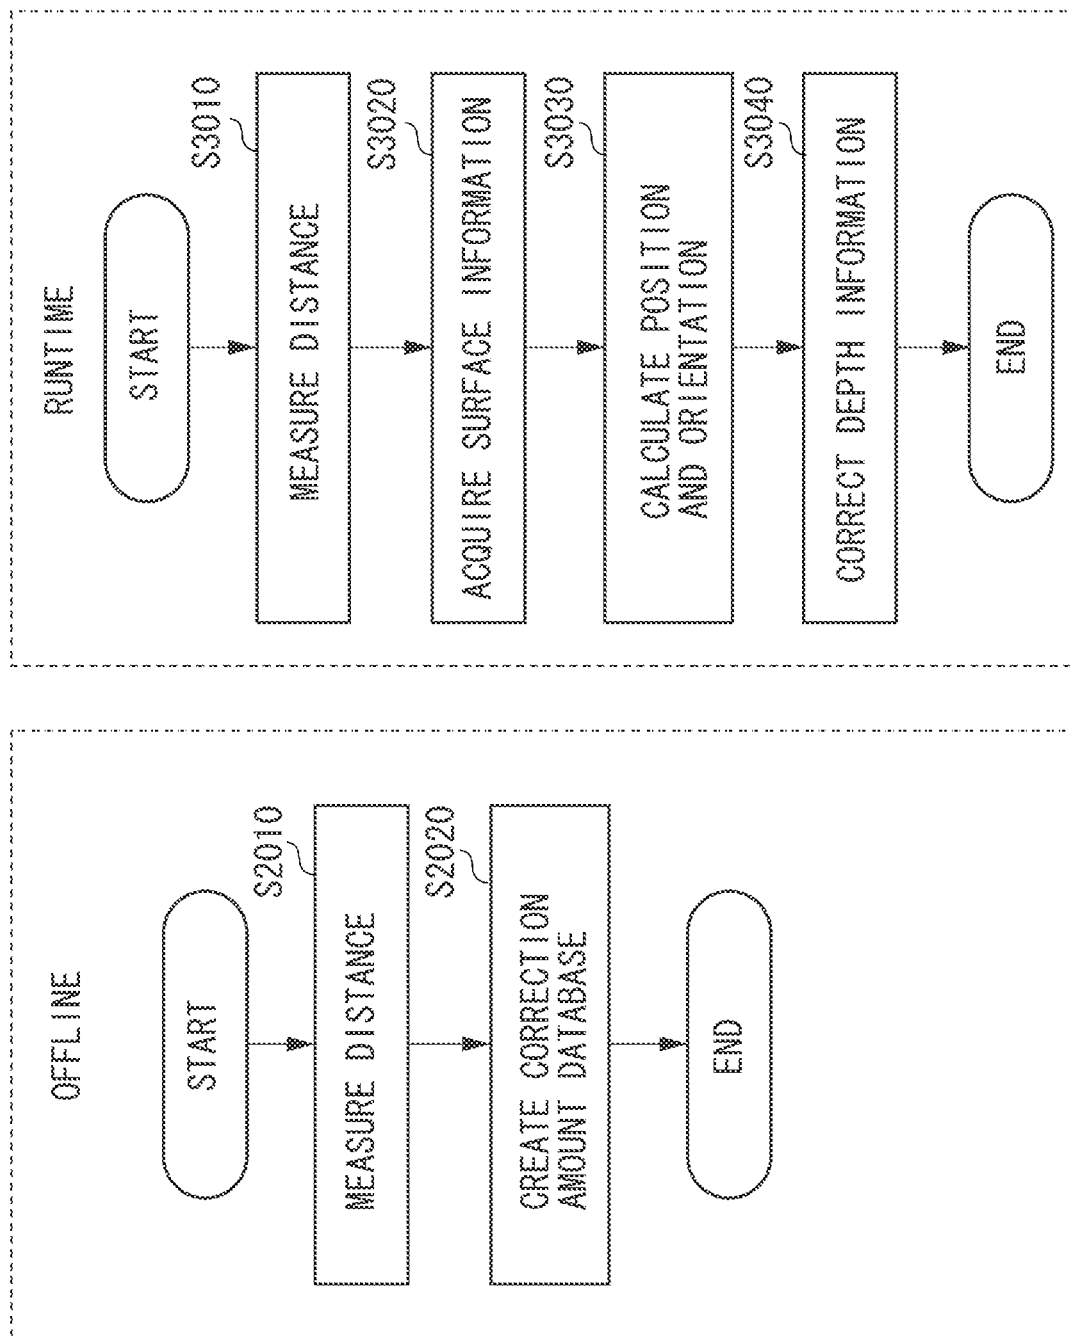 OFFLINE
START
S2010
MEASURE DISTANCE
S2020
CREATE CORRECTION
AMOUNT DATABASE
END
RUNTIME
START
S3010
MEASURE DISTANCE
S3020
ACQUIRE SURFACE INFORMATION
S3030
CALCULATE POSITION
AND ORIENTATION
S3040
CORRECT DEPTH INFORMATION
END